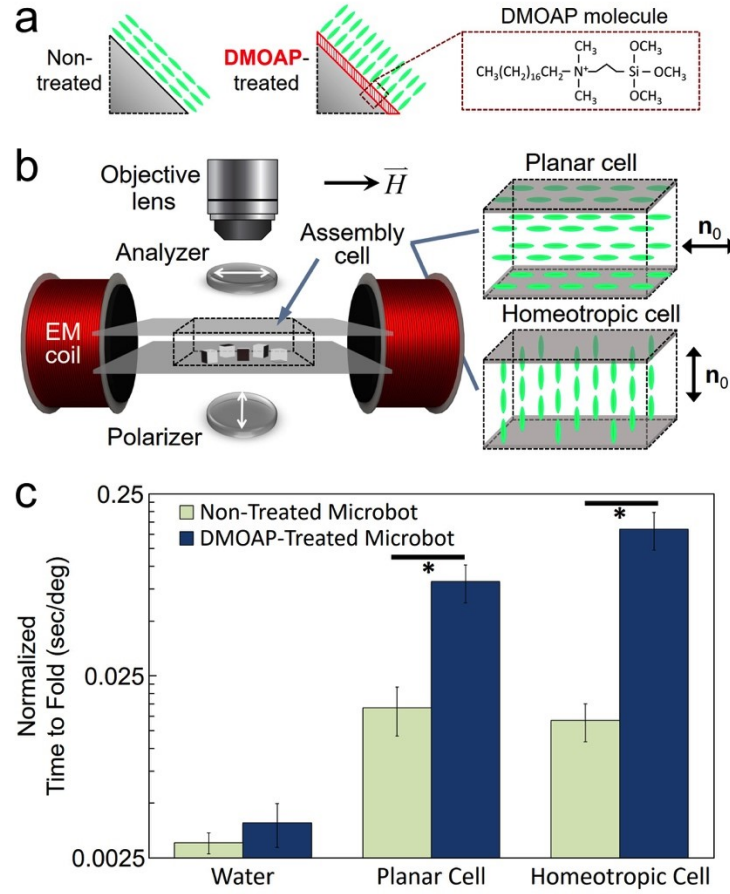 a
Non-
treated
DMOAP-
treated
DMOAP molecule
CH₃
CH₃(CH₂)₁₆CH₂
N⁺
CH₃
OCH₃
Si
OCH₃
OCH₃
b
Objective
lens
H
Analyzer
Assembly
cell
EM
coil
Polarizer
Planar cell
n₀
Homeotropic cell
n₀
c
Normalized
Time to Fold (sec/deg)
0.25
0.025
0.0025
Non-Treated Microbot
DMOAP-Treated Microbot
*
*
Water
Planar Cell
Homeotropic Cell